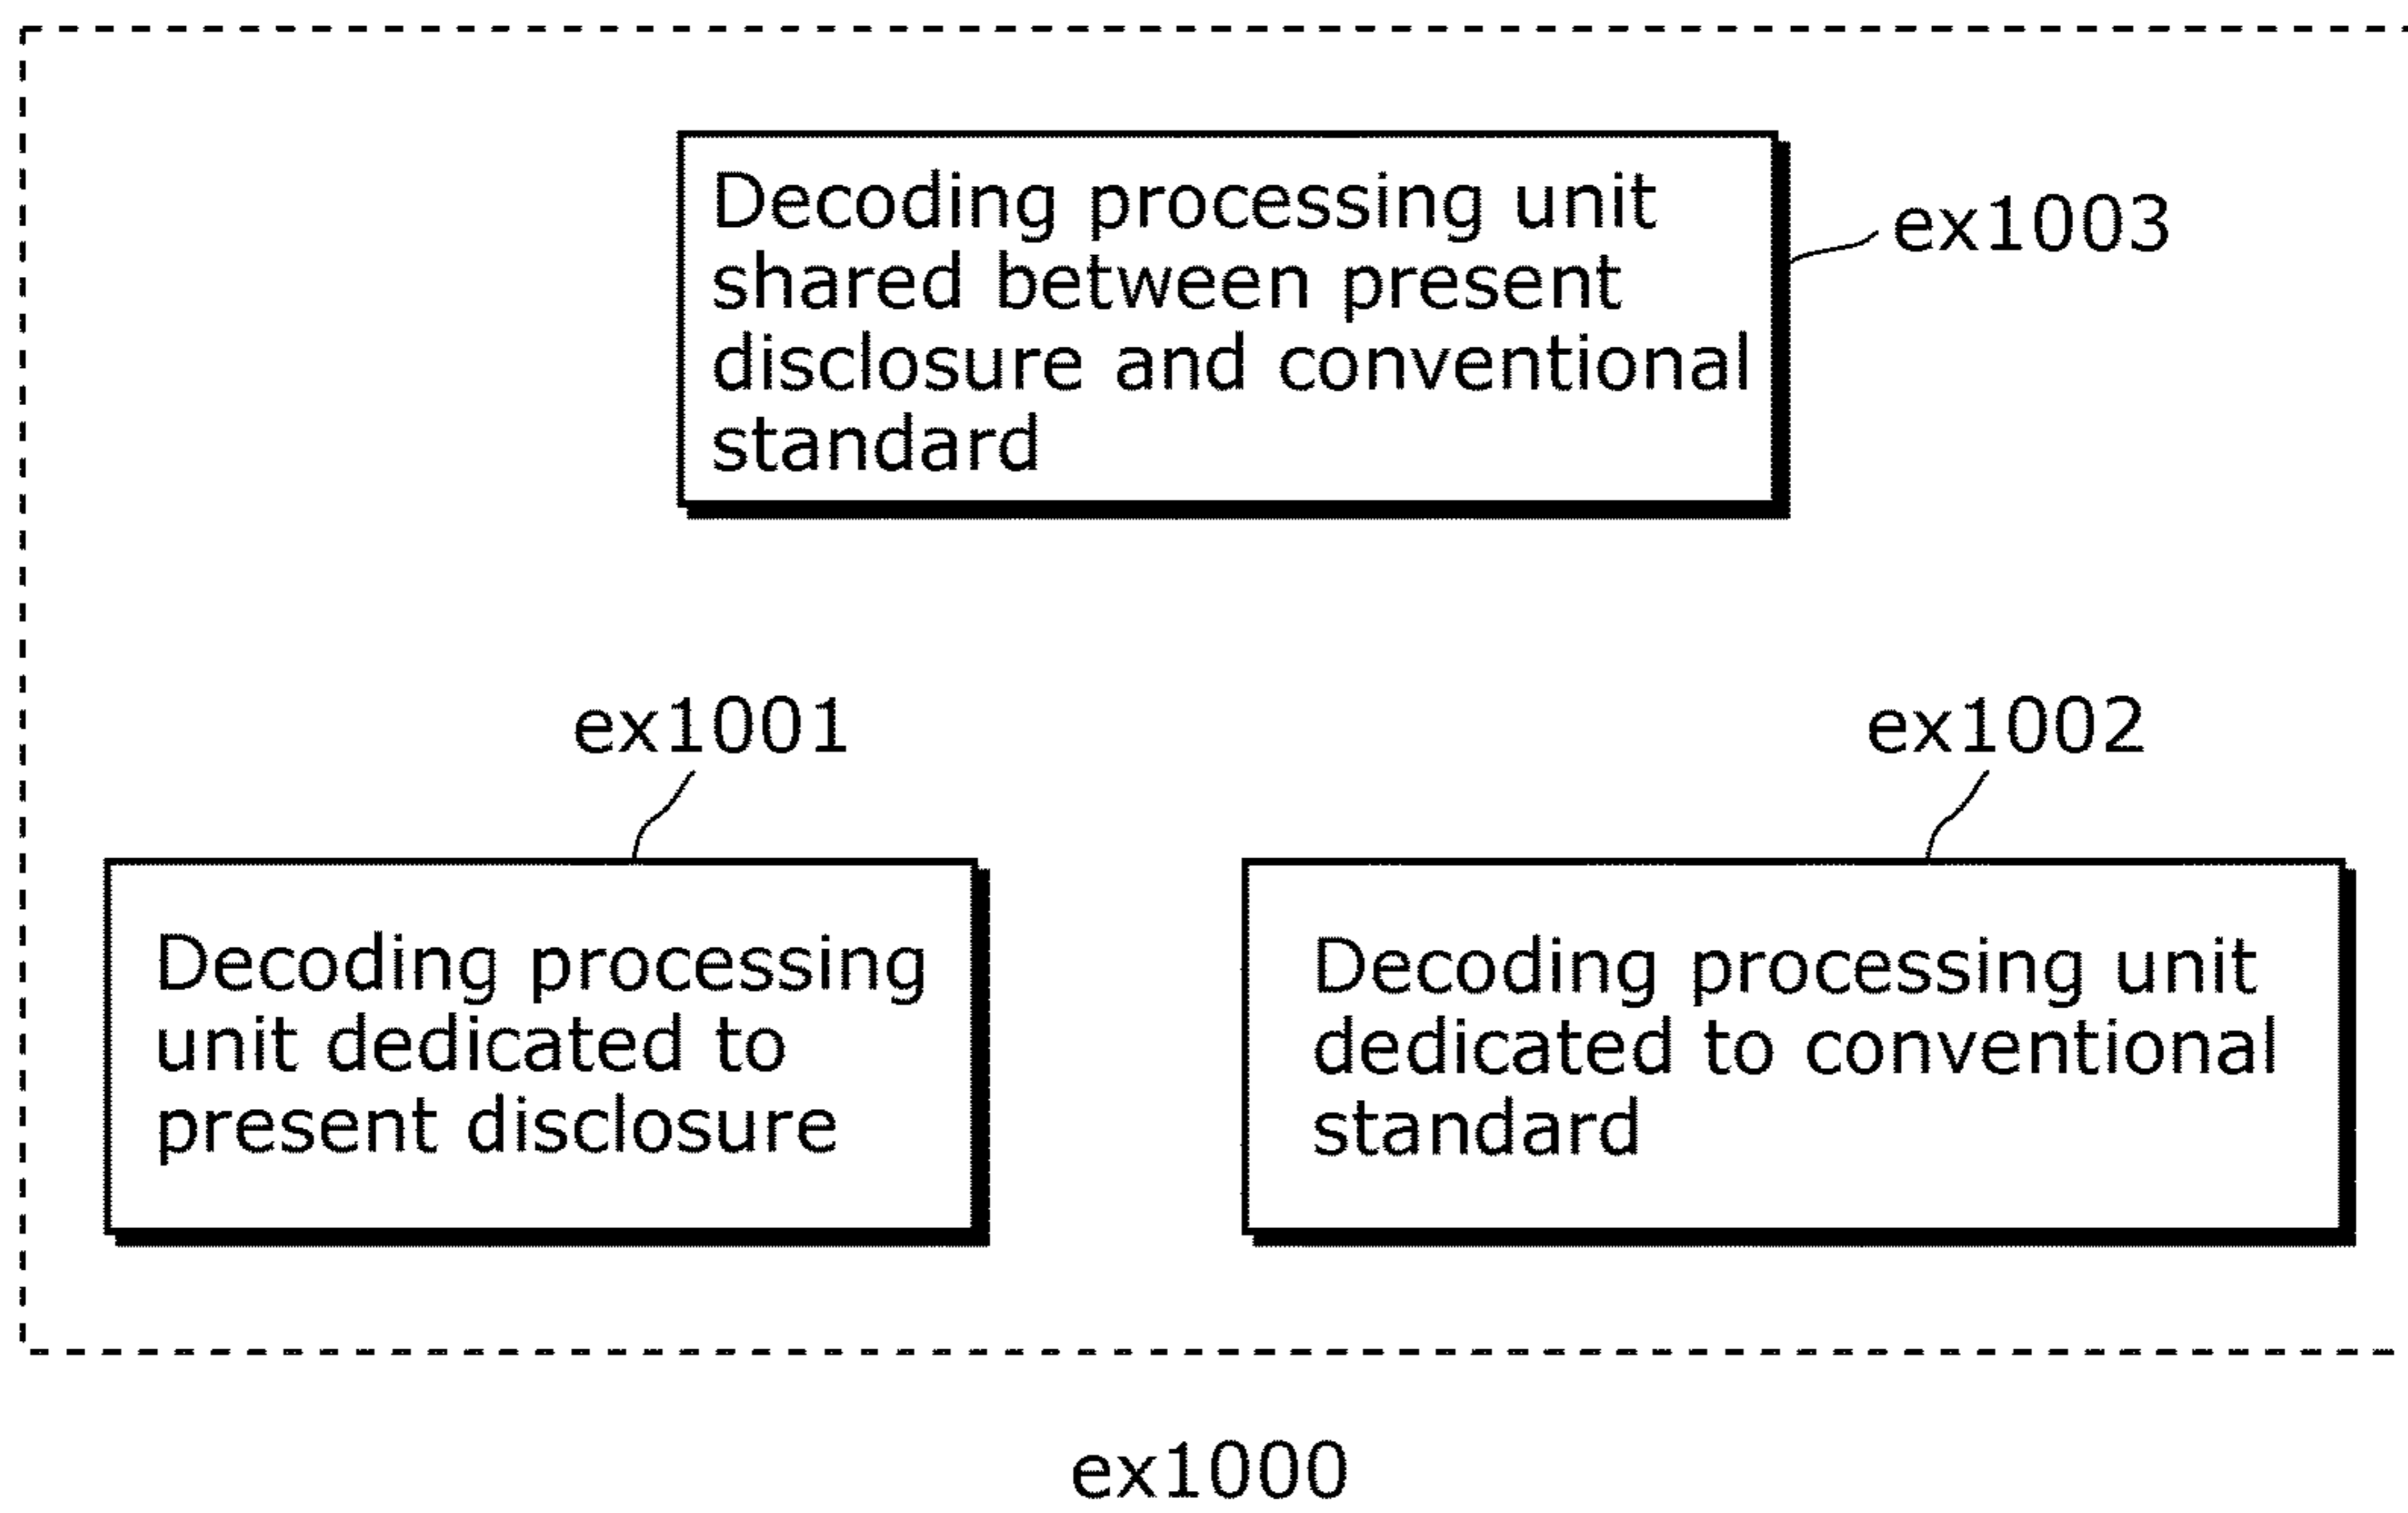 Decoding processing unit
shared between present
disclosure and conventional
standard
ex1003
ex1001
ex1002
Decoding processing
unit dedicated to
present disclosure
Decoding processing unit
dedicated to conventional
standard
ex1000